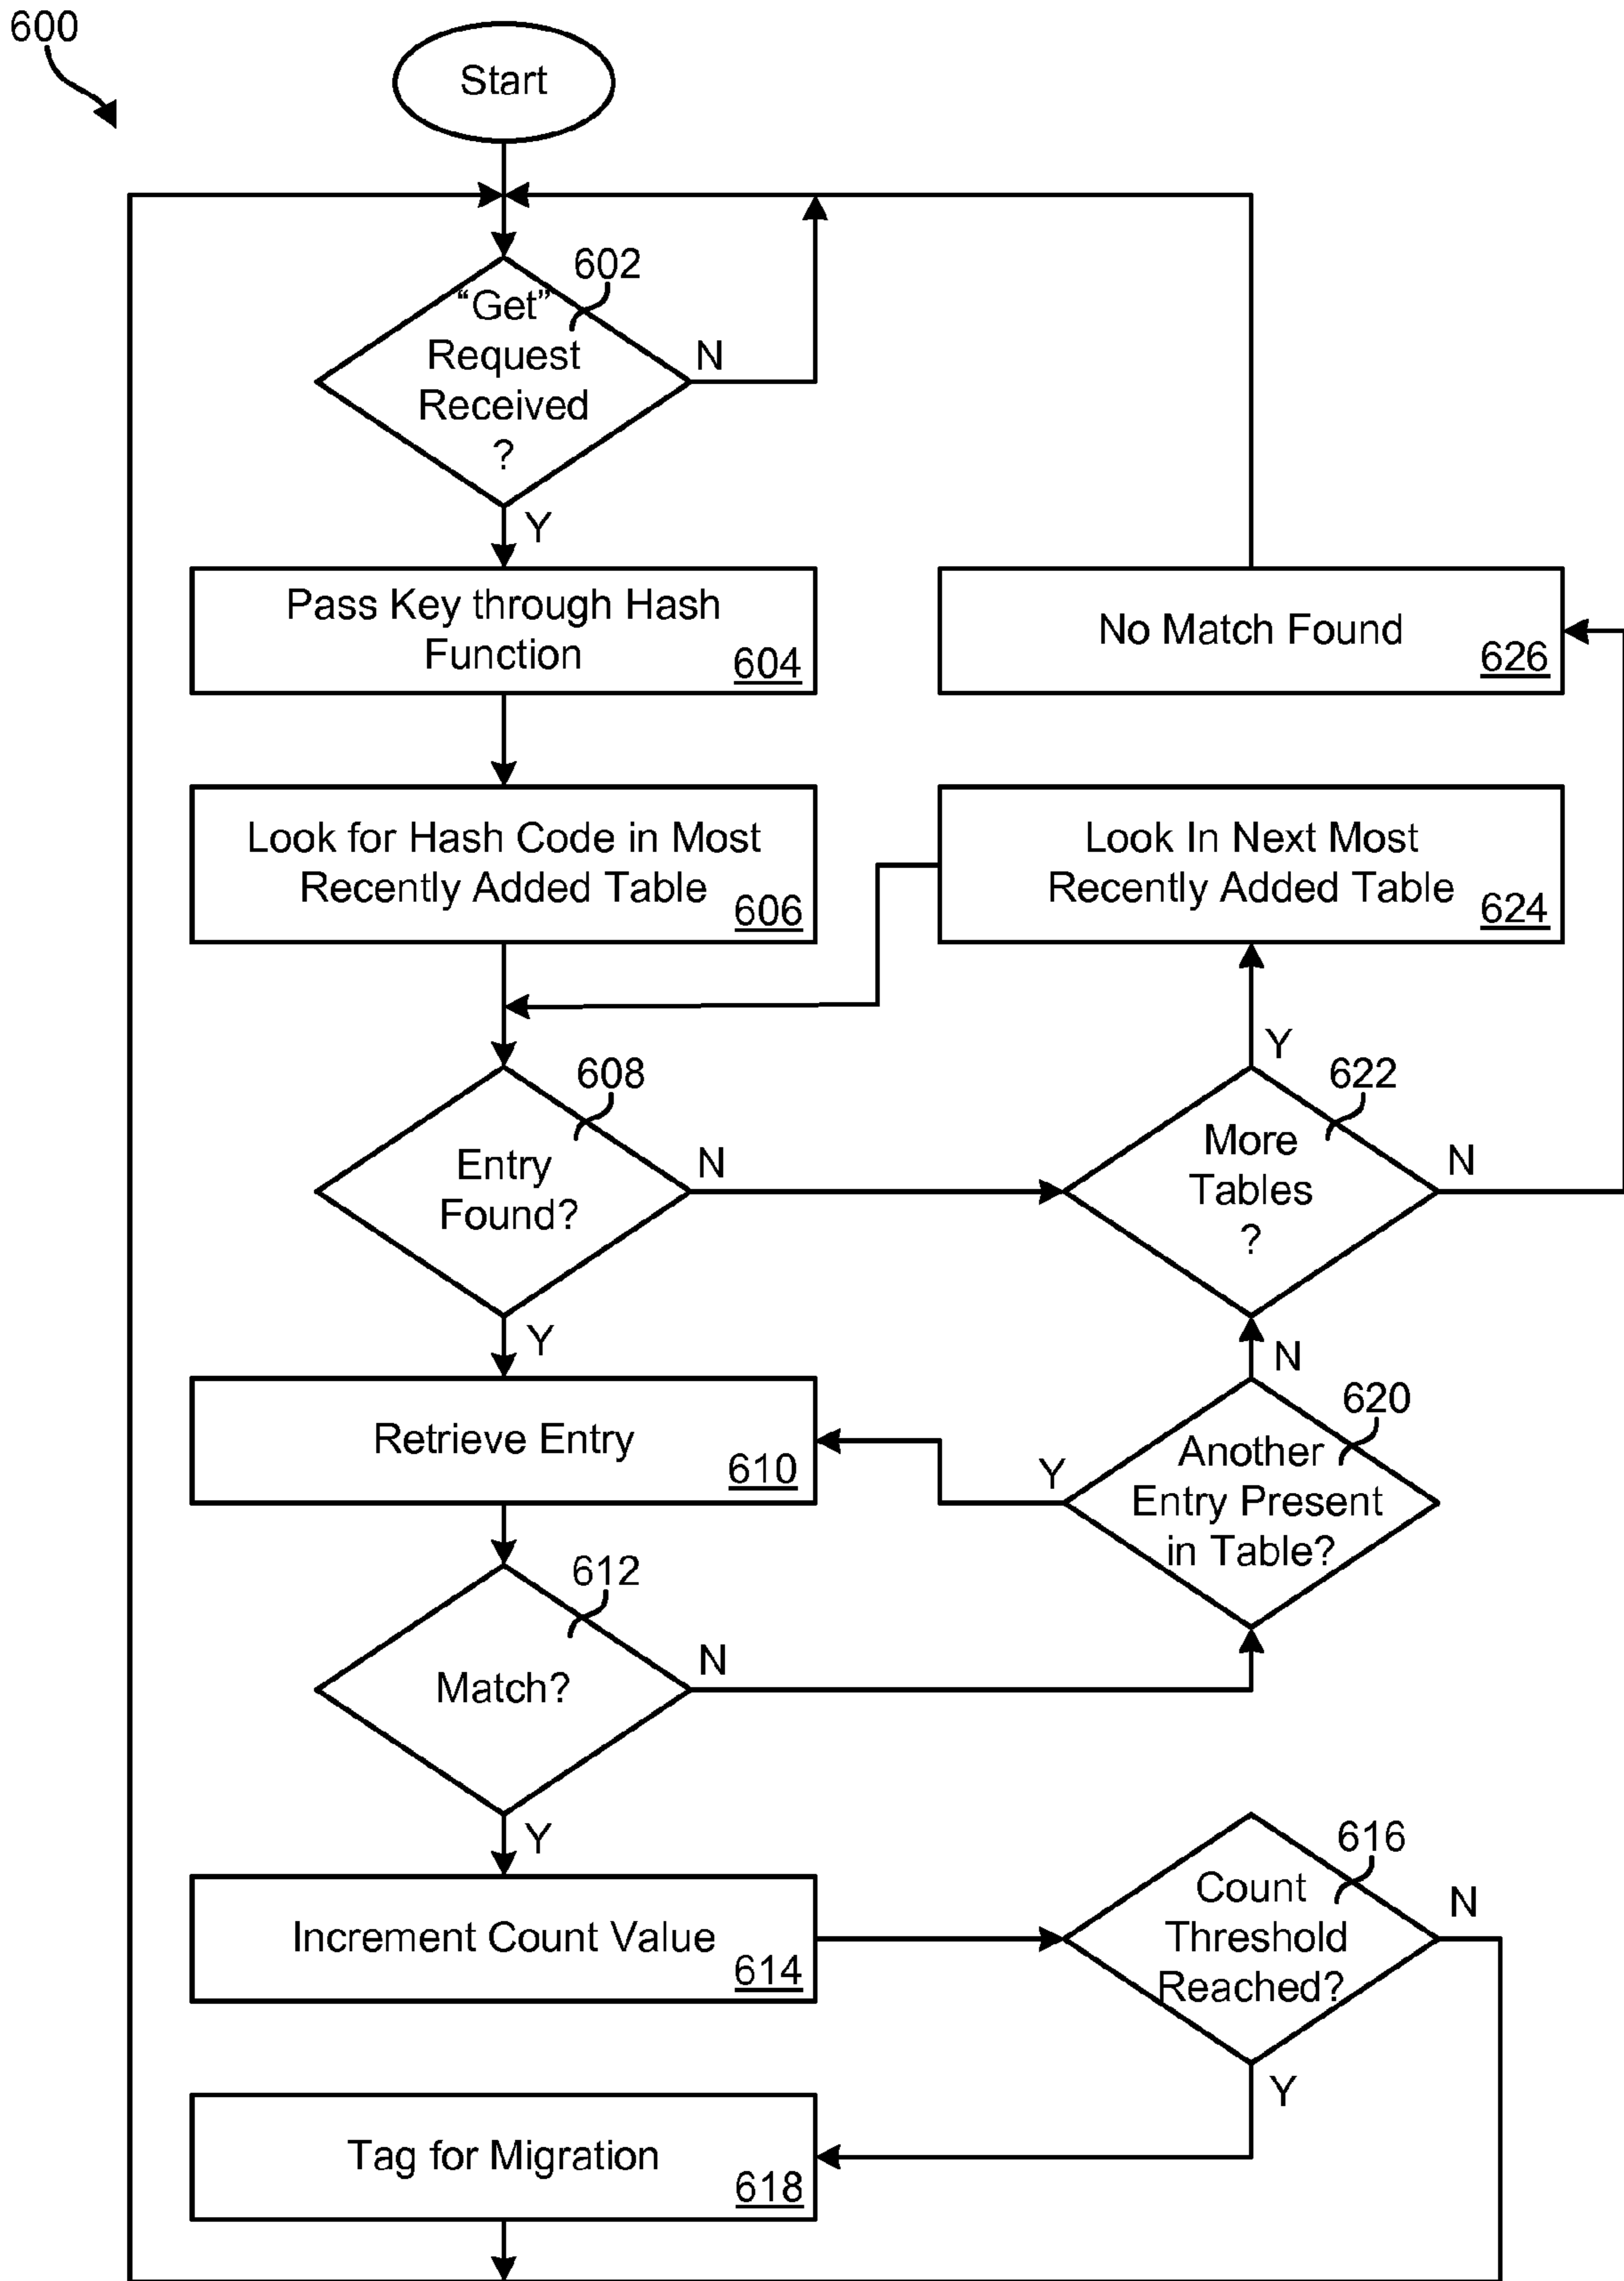 600
Start
602
“Get”
Request
Received
?
N
Y
Pass Key through Hash
Function
604
No Match Found
626
Look for Hash Code in Most
Recently Added Table
606
Look In Next Most
Recently Added Table
624
608
Entry
Found?
N
Y
Y
622
More
Tables
?
N
N
Retrieve Entry
610
620
Another
Entry Present
in Table?
Y
612
Match?
N
Y
Increment Count Value
614
616
Count
Threshold
Reached?
N
Y
Tag for Migration
618